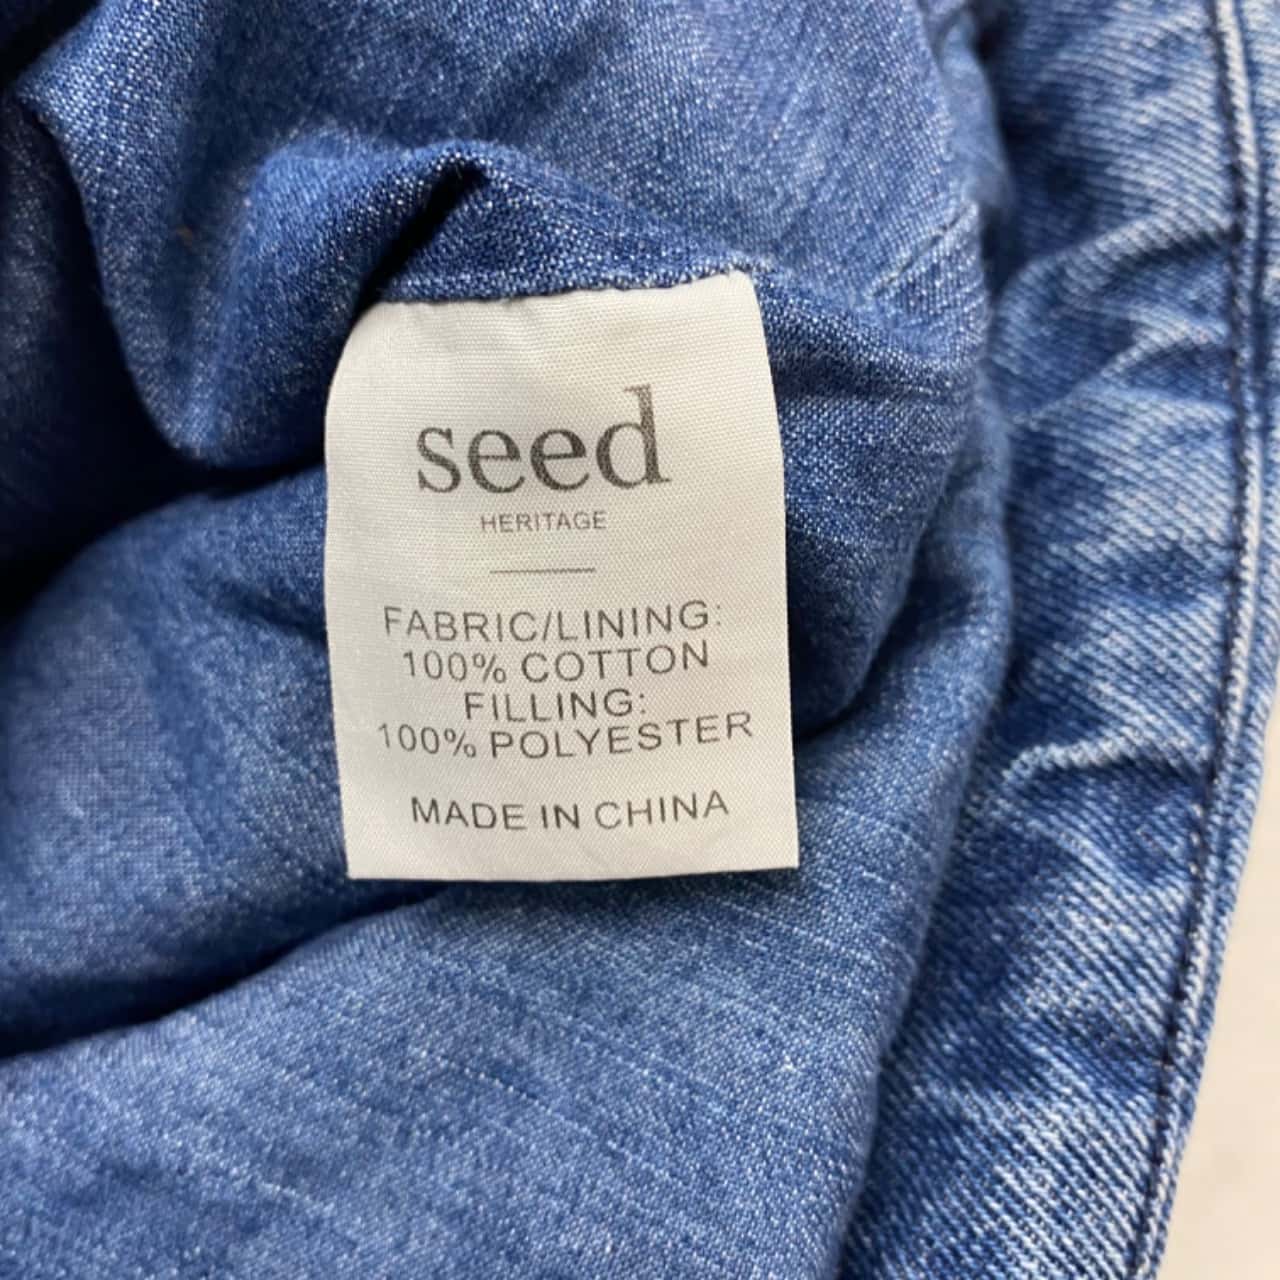 seed
HERITAGE
FABRIC/LINING:
100% COTTON
FILLING:
100% POLYESTER
MADE IN CHINA